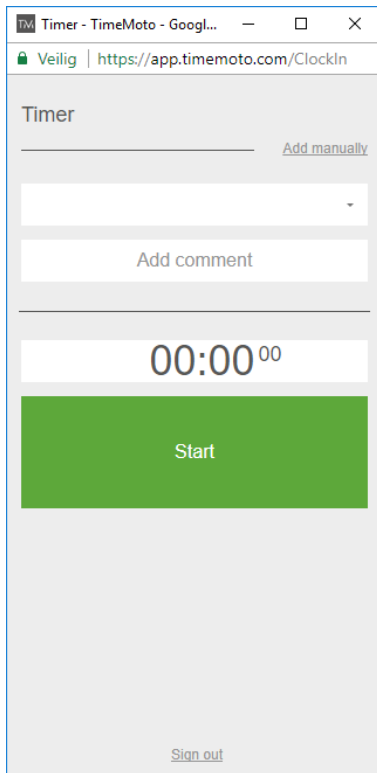 TM Timer - TimeMoto - Googl...
Veilig https://app.timemoto.com/ClockIn
Timer
Add manually
Add comment
00:00 00
Start
Sign out